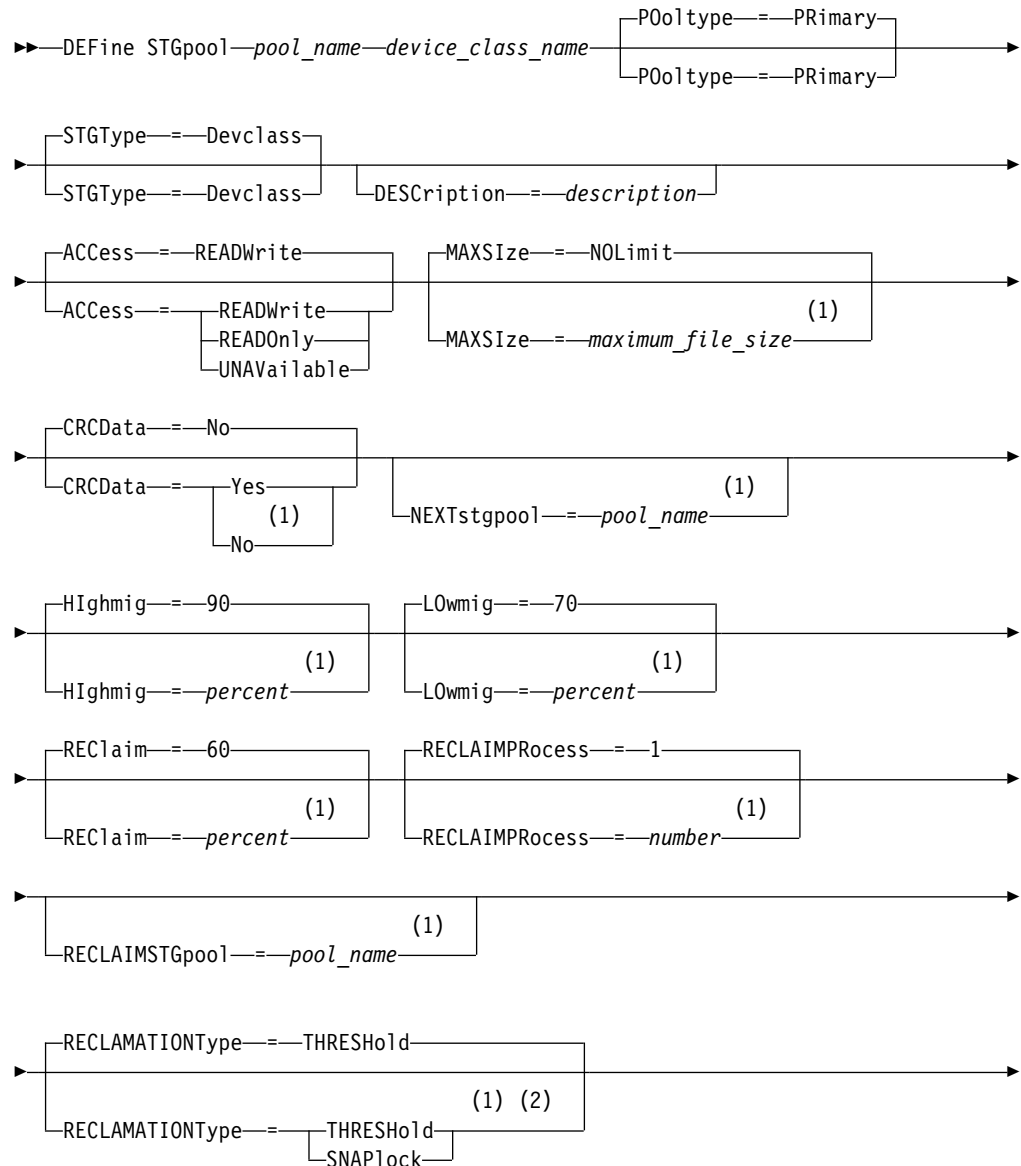 POoltype = PRimary
DEFine STGpool pool_name device_class_name
POoltype = PRimary
STGType = Devclass
STGType = Devclass
DESCription = description
ACCess = READWrite
MAXSIze = NOLimit
(1)
ACCess = READWrite
MAXSIze = maximum_file_size
READOnly
UNAVailable
CRCData = No
CRCData = Yes
(1)
(1)
NEXTstgpool = pool_name
No
HIghmig = 90
LOwmig = 70
(1)
(1)
HIghmig = percent
LOwmig = percent
REClaim = 60
RECLAIMPRocess = 1
(1)
(1)
REClaim = percent
RECLAIMPRocess = number
(1)
RECLAIMSTGpool = pool_name
RECLAMATIONType = THRESHold
(1) (2)
RECLAMATIONType = THRESHold
SNAPlock